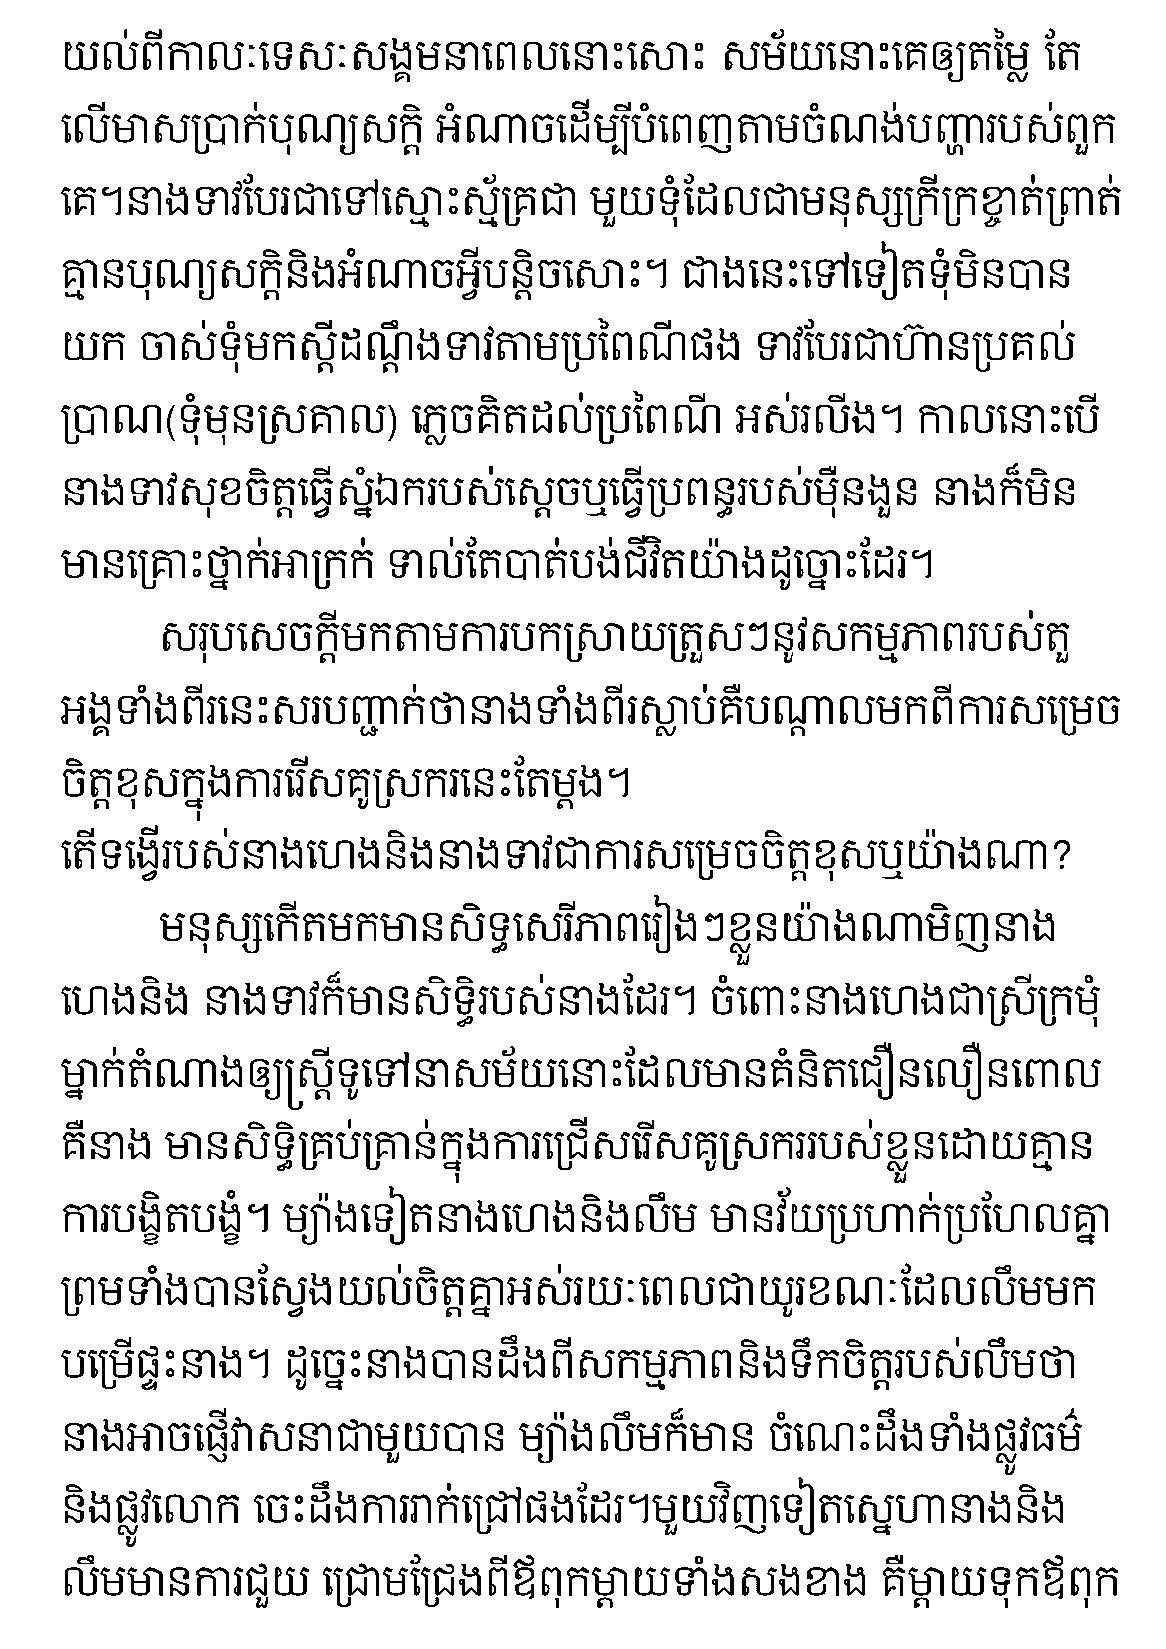 យល់ពីកាលៈទេសៈសង្គមនាពេលនោះសោះ សម័យនោះគេឲ្យតម្លៃ តែ
លើមាសប្រាក់បុណ្យសក្តិ អំណាចដើម្បីបំពេញតាមចំណង់បញ្ហារបស់ពួក
គេ។នាងទាវបែរជាទៅស្មោះស្ម័គ្រជា មួយទុំដែលជាមនុស្សក្រីក្រខ្ចាត់ព្រាត់
គ្មានបុណ្យសក្តិនិងអំណាចអ្វីបន្តិចសោះ។ ជាងនេះទៅទៀតទុំមិនបាន
យក ចាស់ទុំមកស្តីដណ្តឹងទាវតាមប្រពៃណីផង ទាវបែរជាហ៊ានប្រគល់
ប្រាណ(ទុំមុនស្រគាល) ភ្លេចគិតដល់ប្រពៃណី អស់រលីង។ កាលនោះបើ
នាងទាវសុខចិត្តធ្វើស្នំឯករបស់ស្តេចឬធ្វើប្រពន្ធរបស់ម៉ឺនងួន នាងក៏មិន
មានគ្រោះថ្នាក់អាក្រក់ ទាល់តែបាត់បង់ជីវិតយ៉ាងដូច្នោះដែរ។
សរុបសេចក្តីមកតាមការបកស្រាយត្រួសៗនូវសកម្មភាពរបស់តួ
អង្គទាំងពីរនេះសរបញ្ជាក់ថានាងទាំងពីរស្លាប់គឺបណ្តាលមកពីការសម្រេច
ចិត្តខុសក្នុងការរើសគូស្រករនេះតែម្តង។
តើទង្វើរបស់នាងហេងនិងនាងទាវជាការសម្រេចចិត្តខុសឬយ៉ាងណា?
មនុស្សកើតមកមានសិទ្ធសេរីភាពរៀងៗខ្លួនយ៉ាងណាមិញនាង
ហេងនិង នាងទាវក៏មានសិទ្ធិរបស់នាងដែរ។ ចំពោះនាងហេងជាស្រីក្រមុំ
ម្នាក់តំណាងឲ្យស្ត្រីទូទៅនាសម័យនោះដែលមានគំនិតជឿនលឿនពោល
គឺនាង មានសិទ្ធិគ្រប់គ្រាន់ក្នុងការជ្រើសរើសគូស្រកររបស់ខ្លួនដោយគ្មាន
ការបង្ខិតបង្ខំ។ ម្យ៉ាងទៀតនាងហេងនិងលឹម មានវ័យប្រហាក់ប្រហែលគ្នា
ព្រមទាំងបានស្វែងយល់ចិត្តគ្នាអស់រយៈពេលជាយូរខណៈដែលលឹមមក
បម្រើផ្ទះនាង។ ដូច្នេះនាងបានដឹងពីសកម្មភាពនិងទឹកចិត្តរបស់លឹមថា
នាងអាចផ្ញើវាសនាជាមួយបាន ម្យ៉ាងលឹមក៏មាន ចំណេះដឹងទាំងផ្លូវធម៌
និងផ្លូវលោក ចេះដឹងការរាក់ជ្រៅផងដែរ។មួយវិញទៀតស្នេហានាងនិង
លឹមមានការជួយ ជ្រោមជ្រែងពីឪពុកម្តាយទាំងសងខាង គឺម្តាយទុកឪពុក